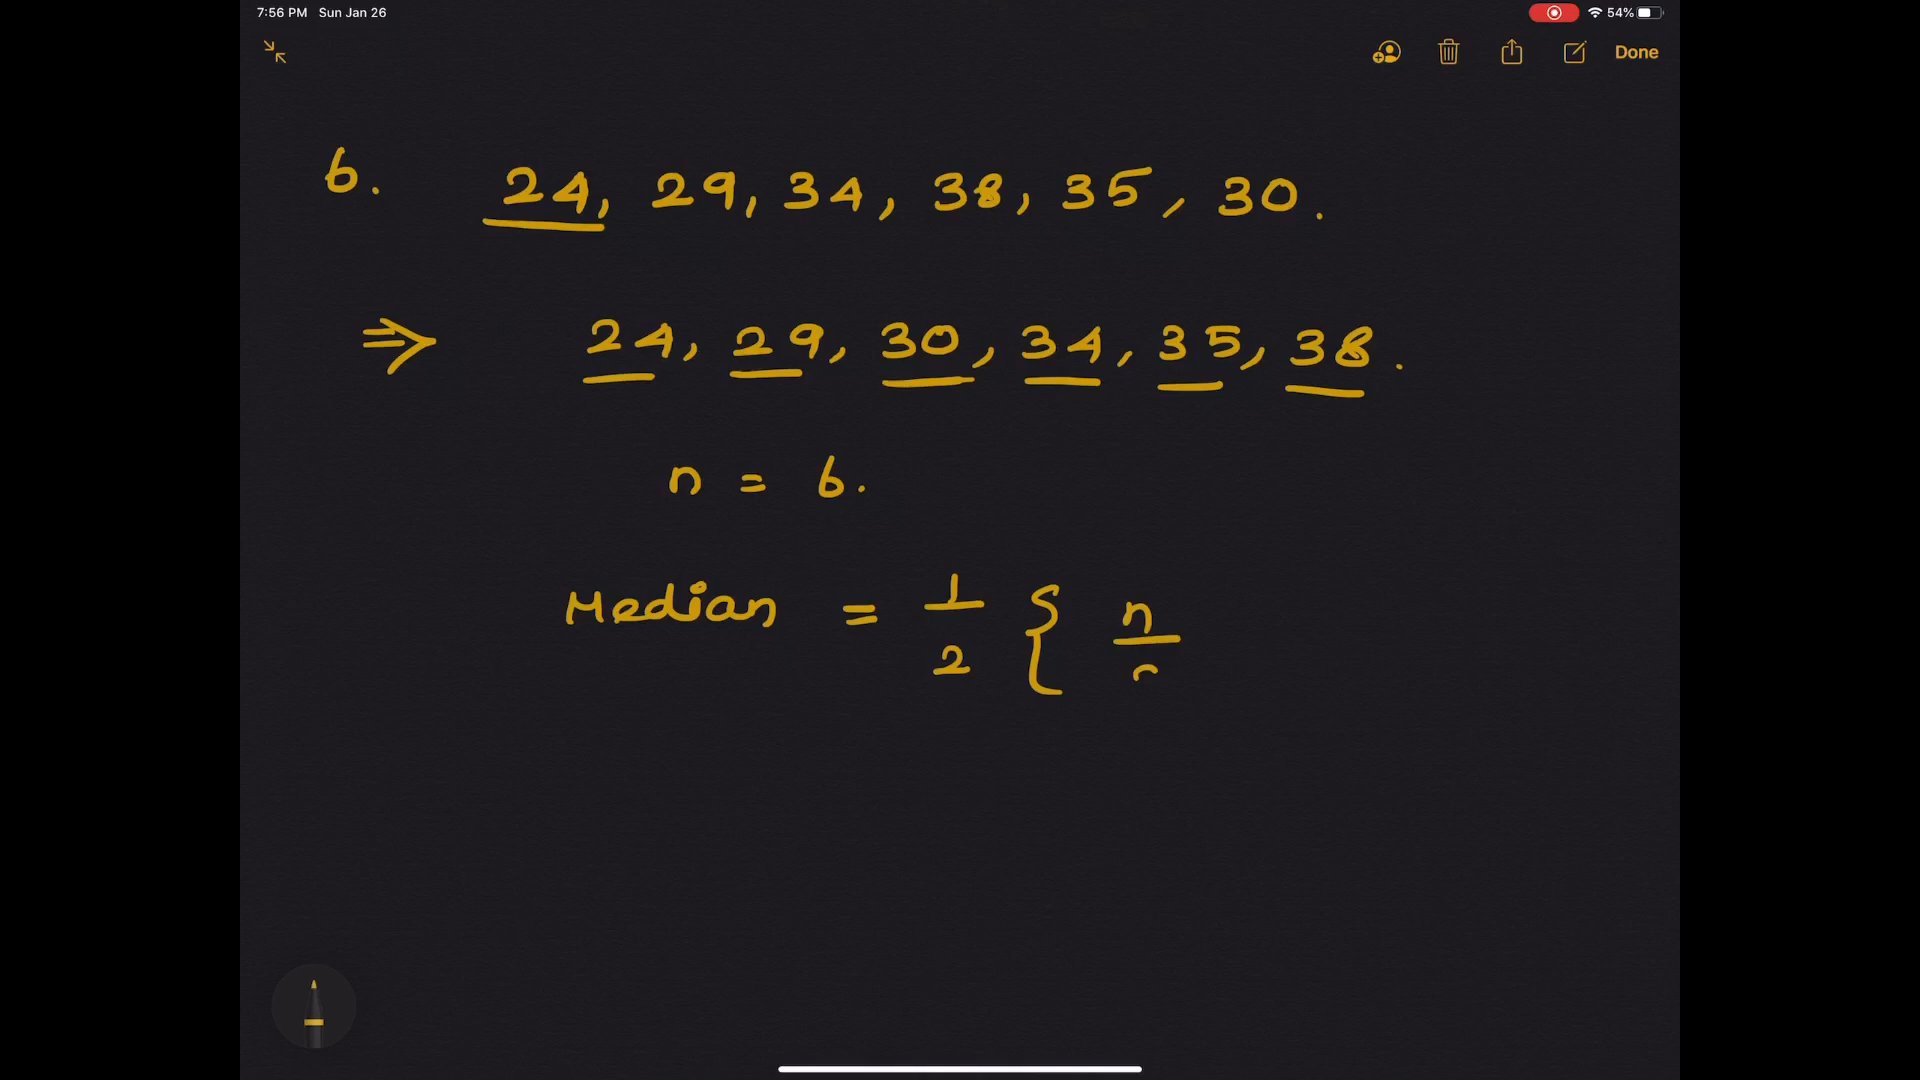 7:56 PM Sun Jan 26
54%
Done
6. 24, 29, 34, 38, 35, 30.
⇒ 24, 29, 30, 34, 35, 38.
n = 6.
Median = 1/2 { n/